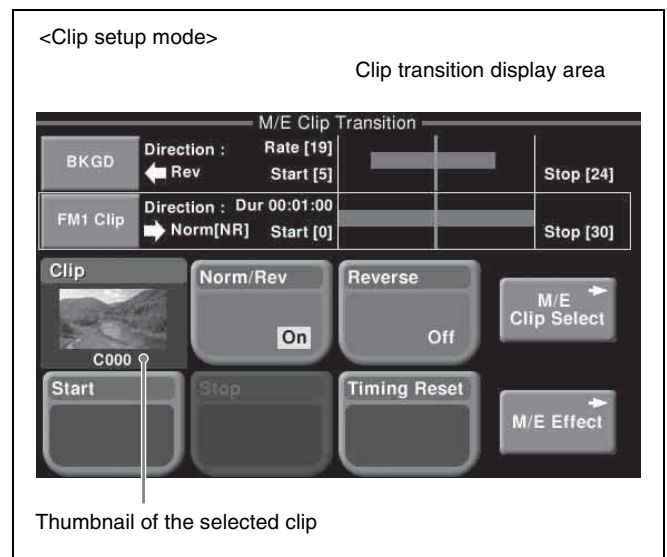 <Clip setup mode>
Clip transition display area
M/E Clip Transition
BKGD
Direction : Rate [19]
Rev Start [5]
Stop [24]
FM1 Clip
Direction : Dur 00:01:00
Norm[NR] Start [0]
Stop [30]
Clip
C000
Norm/Rev
On
Reverse
Off
M/E
Clip Select
Start
Stop
Timing Reset
M/E Effect
Thumbnail of the selected clip